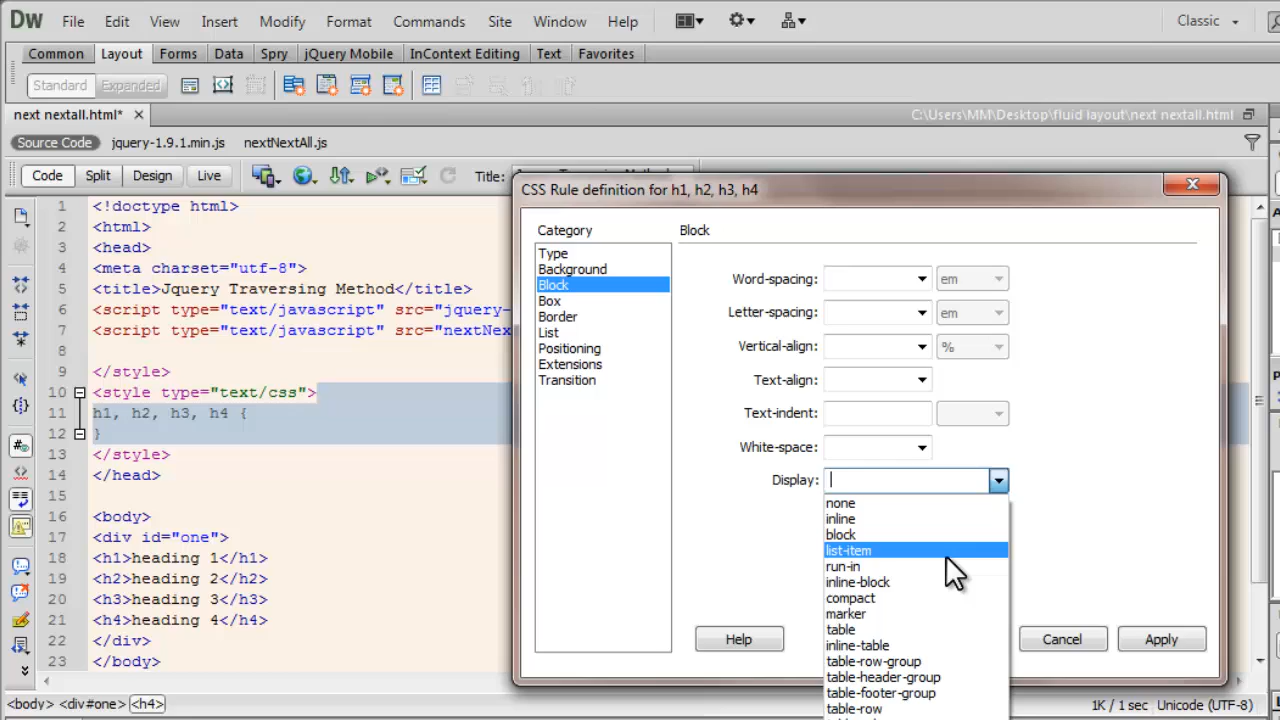 Dw File Edit View Insert Modify Format Commands Site Window Help Classic
Common Layout Forms Data Spry jQuery Mobile InContext Editing Text Favorites
Standard Expanded
next nextall.html* × C:\Users\MM\Desktop\fluid layout\next nextall.html
Source Code jquery-1.9.1.min.js nextNextAll.js
Code Split Design Live Title:
CSS Rule definition for h1, h2, h3, h4
Category
Type
Background
Block
Box
Border
List
Positioning
Extensions
Transition
Block
Word-spacing: em
Letter-spacing: em
Vertical-align: %
Text-align:
Text-indent:
White-space:
Display:
none
inline
block
list-item
run-in
inline-block
compact
marker
table
inline-table
table-row-group
table-header-group
table-footer-group
table-row
Help Cancel Apply
1 <!doctype html>
2 <html>
3 <head>
4 <meta charset="utf-8">
5 <title>Jquery Traversing Method</title>
6 <script type="text/javascript" src="jquery-
7 <script type="text/javascript" src="nextNe
8
9 </style>
10 <style type="text/css">
11 h1, h2, h3, h4 {
12 }
13 </style>
14 </head>
15
16 <body>
17 <div id="one">
18 <h1>heading 1</h1>
19 <h2>heading 2</h2>
20 <h3>heading 3</h3>
21 <h4>heading 4</h4>
22 </div>
23 </body>
<body> <div#one> <h4> 1K / 1 sec Unicode (UTF-8)